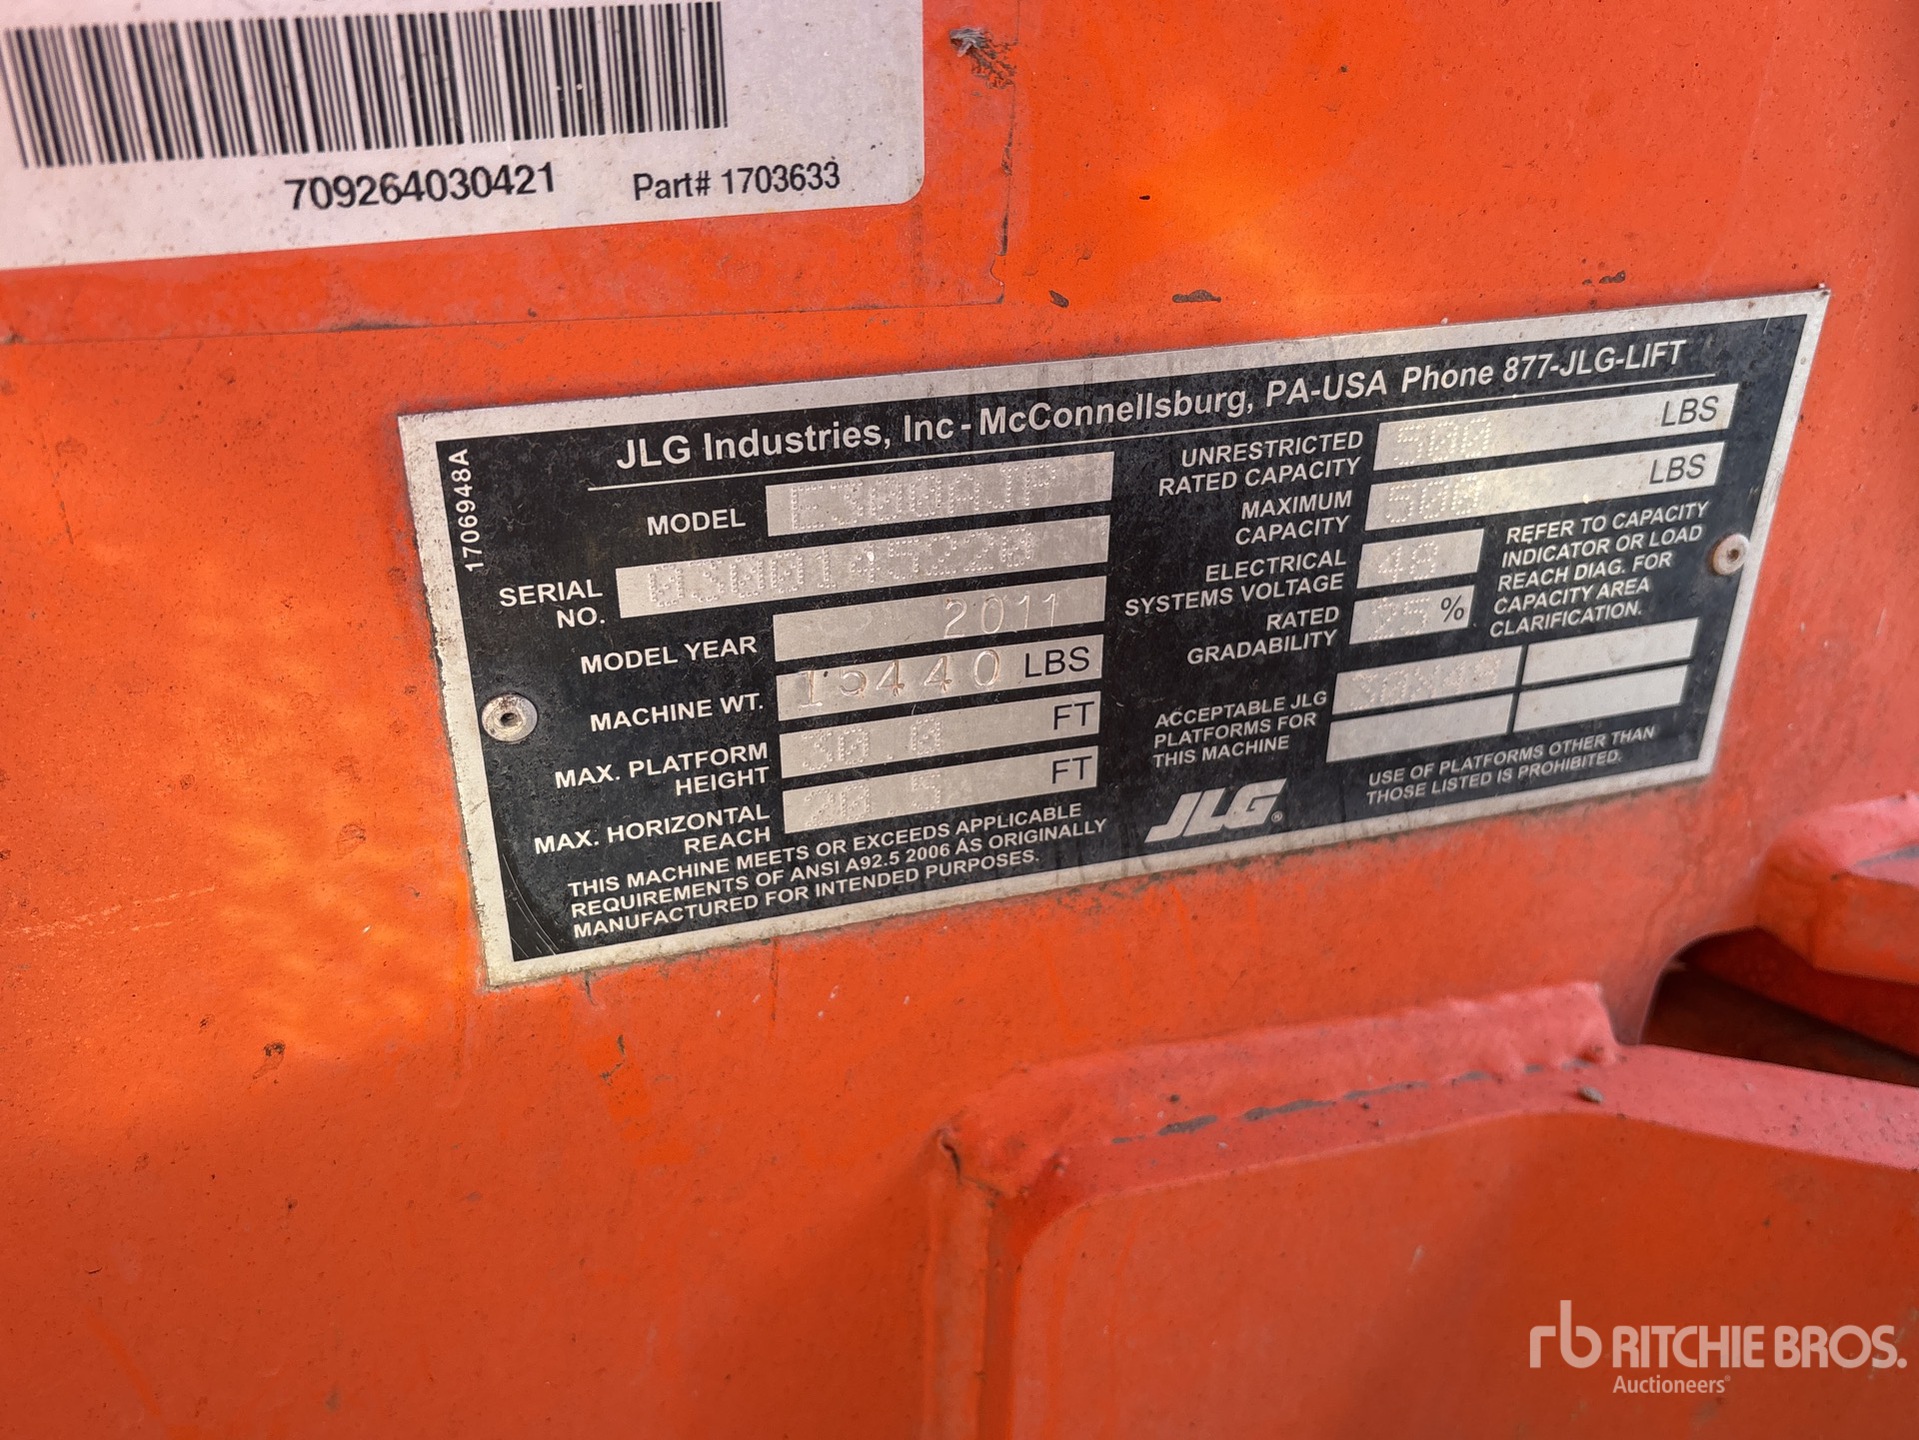 709264030421 Part# 1703633
JLG Industries, Inc - McConnellsburg, PA-USA Phone 877-JLG-LIFT
1706948A
MODEL E300AJP
SERIAL NO. 0300145220
MODEL YEAR 2011
MACHINE WT. 15440 LBS
MAX. PLATFORM HEIGHT 30.0 FT
MAX. HORIZONTAL REACH 20 5 FT
THIS MACHINE MEETS OR EXCEEDS APPLICABLE
REQUIREMENTS OF ANSI A92.5 2006 AS ORIGINALLY
MANUFACTURED FOR INTENDED PURPOSES.
UNRESTRICTED RATED CAPACITY 500 LBS
MAXIMUM CAPACITY 500 LBS
ELECTRICAL SYSTEMS VOLTAGE 48
RATED GRADABILITY 25 %
REFER TO CAPACITY
INDICATOR OR LOAD
REACH DIAG. FOR
CAPACITY AREA
CLARIFICATION.
ACCEPTABLE JLG
PLATFORMS FOR
THIS MACHINE
30X48
JLG®
USE OF PLATFORMS OTHER THAN
THOSE LISTED IS PROHIBITED.
rb RITCHIE BROS.
Auctioneers®